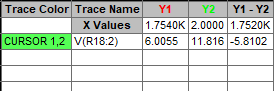 Trace Color Trace Name Y1 Y2 Y1 - Y2
X Values 1.7540K 2.0000 1.7520K
CURSOR 1,2 V(R18:2) 6.0055 11.816 -5.8102